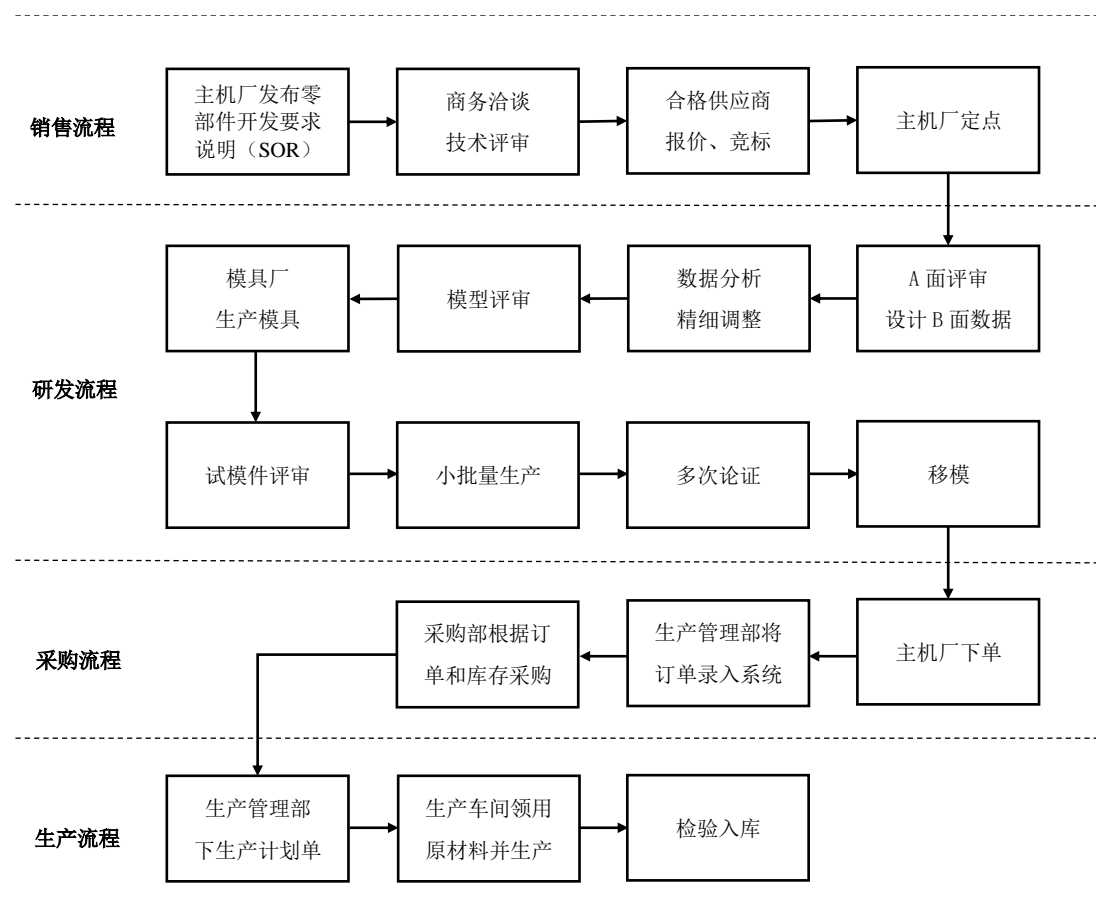 销售流程
主机厂发布零
部件开发要求
说明（SOR）
商务洽谈
技术评审
合格供应商
报价、竞标
主机厂定点
研发流程
模具厂
生产模具
模型评审
数据分析
精细调整
A 面评审
设计 B 面数据
试模件评审
小批量生产
多次论证
移模
采购流程
采购部根据订
单和库存采购
生产管理部将
订单录入系统
主机厂下单
生产流程
生产管理部
下生产计划单
生产车间领用
原材料并生产
检验入库